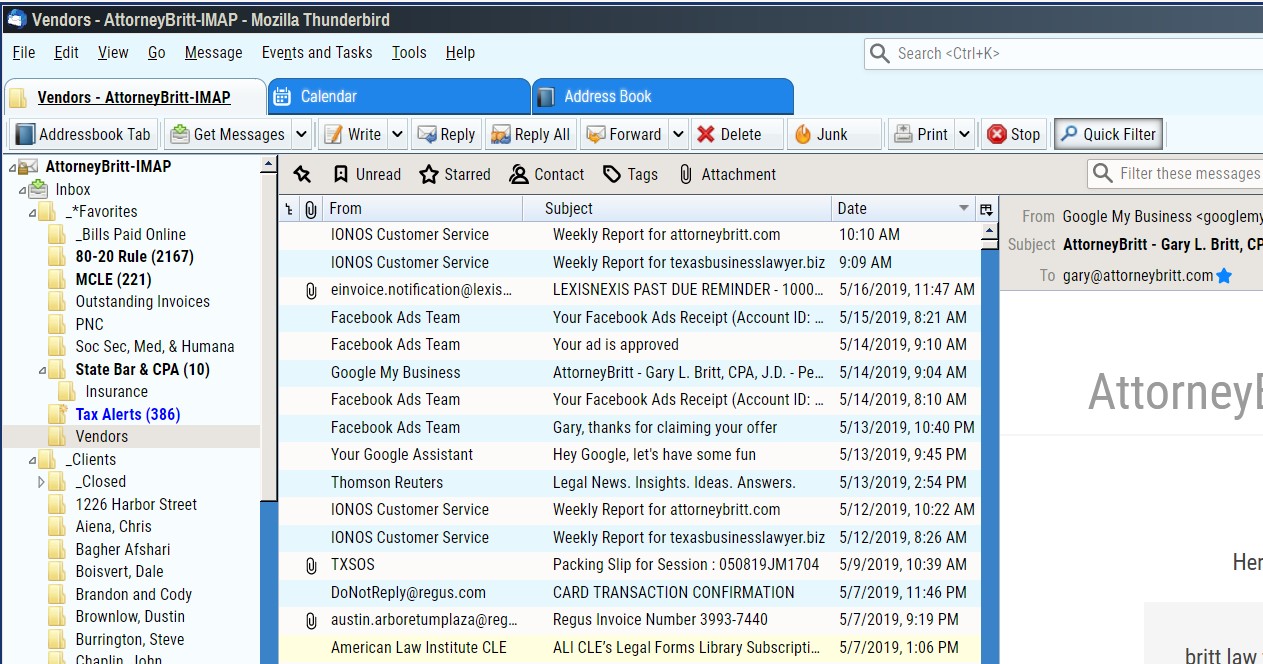 Vendors - AttorneyBritt-IMAP - Mozilla Thunderbird
File Edit View Go Message Events and Tasks Tools Help
Search <Ctrl+K>
Vendors - AttorneyBritt-IMAP Calendar Address Book
Addressbook Tab Get Messages Write Reply Reply All Forward Delete Junk Print Stop Quick Filter
AttorneyBritt-IMAP
Inbox
_*Favorites
_Bills Paid Online
80-20 Rule (2167)
MCLE (221)
Outstanding Invoices
PNC
Soc Sec, Med, & Humana
State Bar & CPA (10)
Insurance
Tax Alerts (386)
Vendors
_Clients
_Closed
1226 Harbor Street
Aiena, Chris
Bagher Afshari
Boisvert, Dale
Brandon and Cody
Brownlow, Dustin
Burrington, Steve
Chaplin, John
Unread Starred Contact Tags Attachment
Filter these messages
From Subject Date
IONOS Customer Service Weekly Report for attorneybritt.com 10:10 AM
IONOS Customer Service Weekly Report for texasbusinesslawyer.biz 9:09 AM
einvoice.notification@lexis... LEXISNEXIS PAST DUE REMINDER - 1000... 5/16/2019, 11:47 AM
Facebook Ads Team Your Facebook Ads Receipt (Account ID: ... 5/15/2019, 8:21 AM
Facebook Ads Team Your ad is approved 5/14/2019, 9:10 AM
Google My Business AttorneyBritt - Gary L. Britt, CPA, J.D. - Pe... 5/14/2019, 9:04 AM
Facebook Ads Team Your Facebook Ads Receipt (Account ID: ... 5/14/2019, 8:10 AM
Facebook Ads Team Gary, thanks for claiming your offer 5/13/2019, 10:40 PM
Your Google Assistant Hey Google, let's have some fun 5/13/2019, 9:45 PM
Thomson Reuters Legal News. Insights. Ideas. Answers. 5/13/2019, 2:54 PM
IONOS Customer Service Weekly Report for attorneybritt.com 5/12/2019, 10:22 AM
IONOS Customer Service Weekly Report for texasbusinesslawyer.biz 5/12/2019, 8:26 AM
TXSOS Packing Slip for Session : 050819JM1704 5/9/2019, 10:39 AM
DoNotReply@regus.com CARD TRANSACTION CONFIRMATION 5/7/2019, 11:46 PM
austin.arboretumplaza@reg... Regus Invoice Number 3993-7440 5/7/2019, 9:19 PM
American Law Institute CLE ALI CLE's Legal Forms Library Subscripti... 5/7/2019, 1:06 PM
From Google My Business <googlemy
Subject AttorneyBritt - Gary L. Britt, CP
To gary@attorneybritt.com
AttorneyB
Her
britt law